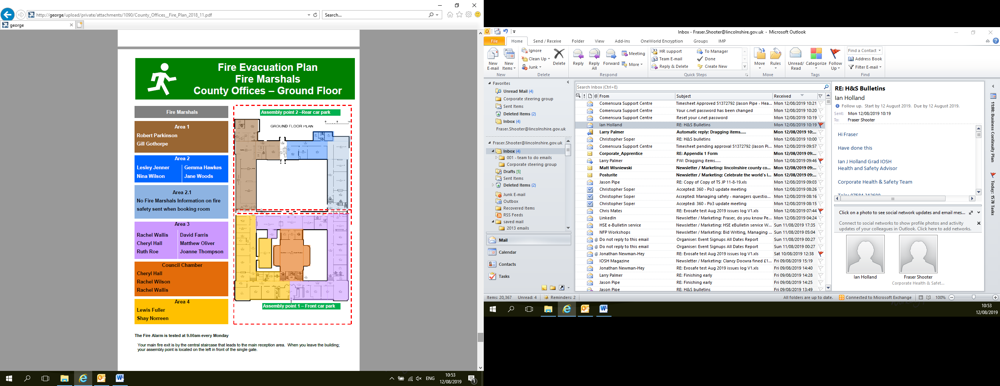 http://george/upload/private/attachments/1090/County_Offices__Fire_Plan_2018_11.pdf
Search...
george
Fire Evacuation Plan
Fire Marshals
County Offices – Ground Floor
Fire Marshals
Area 1
Robert Parkinson
Gill Gothorpe
Area 2
Lesley Jenner Gemma Hawkes
Nina Wilson Jane Woods
Area 2.1
No Fire Marshals Information on fire
safety sent when booking room
Area 3
Rachel Wallis David Farris
Cheryl Hall Matthew Oliver
Ruth Roe Joanne Thompson
Council Chamber
Cheryl Hall
Rachel Wilson
Rachel Wallis
Area 4
Lewis Fuller
Shay Norreen
Assembly point 2 –Rear car park
GROUND FLOOR PLAN
Assembly point 1 – Front car park
The Fire Alarm is tested at 9.00am every Monday
Your main fire exit is by the central staircase that leads to the main reception area. When you leave the building;
your assembly point is located on the left in front of the single gate.
ENG
10:53
12/08/2019
1
Inbox - Fraser.Shooter@lincolnshire.gov.uk - Microsoft Outlook
File Home Send / Receive Folder View Add-Ins OneWorld Encryption Groups IMP
New E-mail
New Items
New
Ignore
Clean Up
Junk
Delete
Delete
Reply
Reply All
Forward
Meeting
More
Respond
HR support
Team E-mail
Reply & Delete
To Manager
Done
Create New
Quick Steps
Move
Rules
Move
Unread/ Read
Categorize
Follow Up
Tags
Find a Contact
Address Book
Filter E-mail
Find
Favorites
Unread Mail (4)
Corporate steering group
Sent Items
Deleted Items (2)
Inbox (4)
Fraser.Shooter@lincolnshire.gov.uk
Fraser.Shooter@lincolnshire.gov.uk
Inbox (4)
001 - team to do emails
Corporate steering group
Drafts [5]
Sent Items
Deleted Items (2)
Junk E-mail
Outbox
Recovered Items
RSS Feeds
saved mail
2013 emails
Mail
Calendar
Contacts
Tasks
Search Inbox (Ctrl+E)
From Subject Received
Comensura Support Centre Timesheet Approved 51372792 (Jason Pipe - Hea... Mon 12/08/2019 10:21
Comensura Support Centre Your c.net password has been changed Mon 12/08/2019 10:20
Comensura Support Centre Reset your c.net password Mon 12/08/2019 10:19
Ian Holland RE: H&S Bulletins Mon 12/08/2019 10:19
Larry Palmer Automatic reply: Dragging items..... Mon 12/08/2019 10:...
Christopher Soper RE: H&S bulletins Mon 12/08/2019 10:00
Comensura Support Centre Timesheet pending approval 51372792 (Jason Pi... Mon 12/08/2019 09:57
Corporate_Apprentice RE: Appendix 1 Form Mon 12/08/2019 09:...
Larry Palmer FW: Dragging items..... Mon 12/08/2019 09:46
Matt Wisniewski Newsletter / Marketing: lincolnshire county co... Mon 12/08/2019 09:...
Posturite Newsletter / Marketing: Celebrate the world's l... Mon 12/08/2019 09:...
Jason Pipe RE: Copy of Copy of TS JP 11-8-19.xls Mon 12/08/2019 09:03
Christopher Soper Accepted: 360 - Po3 update meeting Mon 12/08/2019 08:26
Christopher Soper Accepted: Managing safety - managers questio... Mon 12/08/2019 08:16
Christopher Soper Accepted: 360 - Po3 update meeting Mon 12/08/2019 08:15
Chris Mates RE: Evosafe test Aug 2019 issues log V1.xls Mon 12/08/2019 07:44
LinkedIn Newsletter / Marketing: Fraser, do you know Pe... Mon 12/08/2019 04:24
HSE e-Bulletin service Newsletter / Marketing: HSE eBulletin service W... Sun 11/08/2019 17:35
NFP Workshops Newsletter / Marketing: Bid Writing, Managing ... Sun 11/08/2019 05:04
Do not reply to this email Organiser: Event Signups All Dates Report Sun 11/08/2019 00:27
Do not reply to this email Organiser: Event Signups All Dates Report Sun 11/08/2019 00:27
Jonathan Newman-Hey RE: Evosafe test Aug 2019 issues log V1.xls Sat 10/08/2019 12:38
IOSH Magazine Newsletter / Marketing: Clancy Docwra fined £1... Fri 09/08/2019 15:19
Jonathan Newman-Hey RE: Evosafe test Aug 2019 issues log V1.xls Fri 09/08/2019 14:40
Larry Palmer RE: Finishing early Fri 09/08/2019 14:28
Jason Pipe RE: Finishing early Fri 09/08/2019 14:25
Jason Pipe RE: H&S bulletins Fri 09/08/2019 13:49
RE: H&S Bulletins
Ian Holland
Follow up. Start by 12 August 2019. Due by 12 August 2019.
Sent: Mon 12/08/2019 10:19
To: Fraser Shooter
Hi Fraser
Have done this
Ian J Holland Grad IOSH
Health and Safety Advisor
Corporate Health & Safety Team
Click on a photo to see social network updates and email mes...
Connect to social networks to show profile photos and activity
updates of your colleagues in Outlook. Click here to add networks.
Ian Holland
Fraser Shooter
Corporate Health & Safet...
11:00: Business Continuity Plan
Today: 1578 Tasks
Items: 20,367 Unread: 4 Reminders: 2
All folders are up to date. Connected to Microsoft Exchange 100%
10:53
12/08/2019